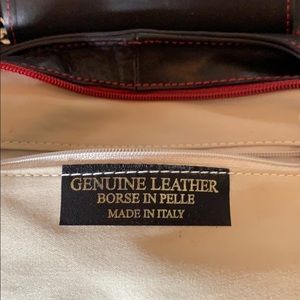 GENUINE LEATHER
BORSE IN PELLE
MADE IN ITALY